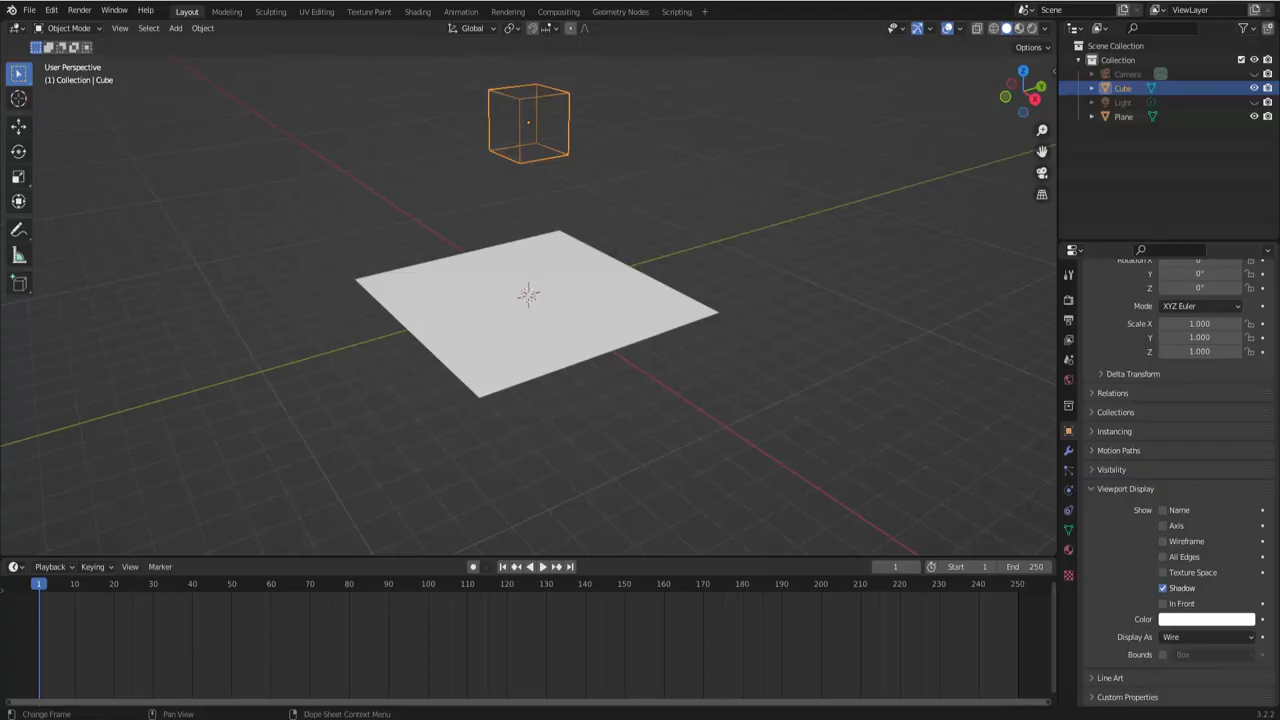 File Edit Render Window Help Layout Modeling Sculpting UV Editing Texture Paint Shading Animation Rendering Compositing Geometry Nodes Scripting + Scene ViewLayer
Object Mode View Select Add Object Global
Options
User Perspective
(1) Collection | Cube
Scene Collection
Collection
Camera
Cube
Light
Plane
Z
Y
X
Rotation X 0°
Y 0°
Z 0°
Mode XYZ Euler
Scale X 1.000
Y 1.000
Z 1.000
Delta Transform
Relations
Collections
Instancing
Motion Paths
Visibility
Viewport Display
Show Name
Axis
Wireframe
All Edges
Texture Space
Shadow
In Front
Color
Display As Wire
Bounds Box
Line Art
Custom Properties
Playback Keying View Marker 1 Start 1 End 250
1 10 20 30 40 50 60 70 80 90 100 110 120 130 140 150 160 170 180 190 200 210 220 230 240 250
Change Frame Pan View Dope Sheet Context Menu 3.2.2